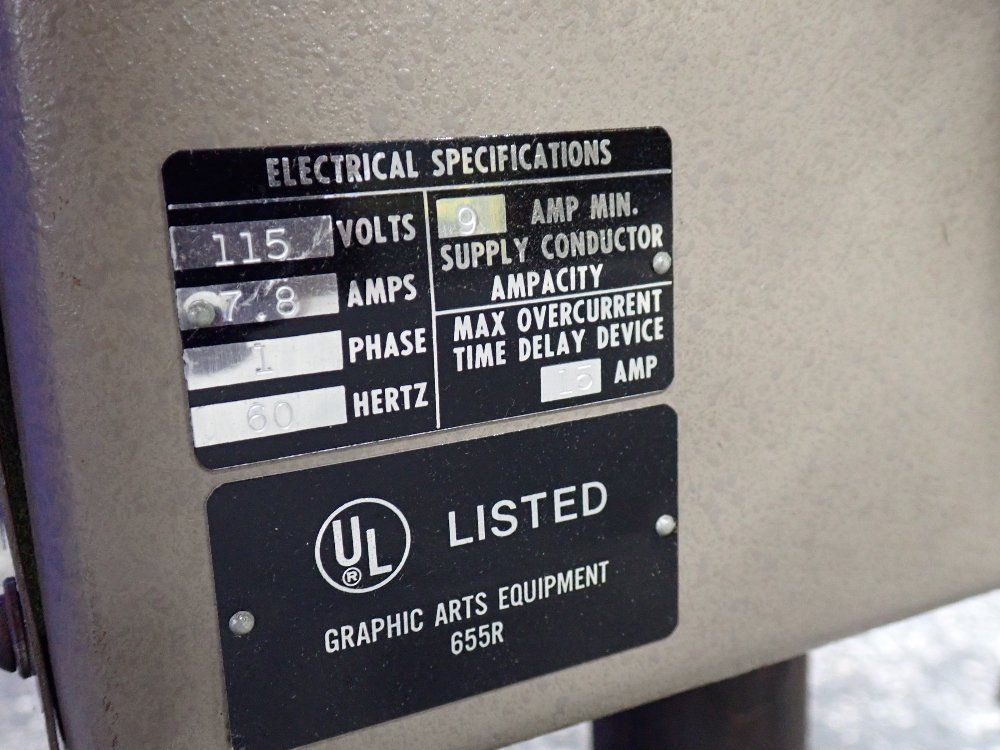 ELECTRICAL SPECIFICATIONS
115 VOLTS
7.8 AMPS
1 PHASE
60 HERTZ
9 AMP MIN.
SUPPLY CONDUCTOR
AMPACITY
MAX OVERCURRENT
TIME DELAY DEVICE
15 AMP
UL ® LISTED
GRAPHIC ARTS EQUIPMENT
655R